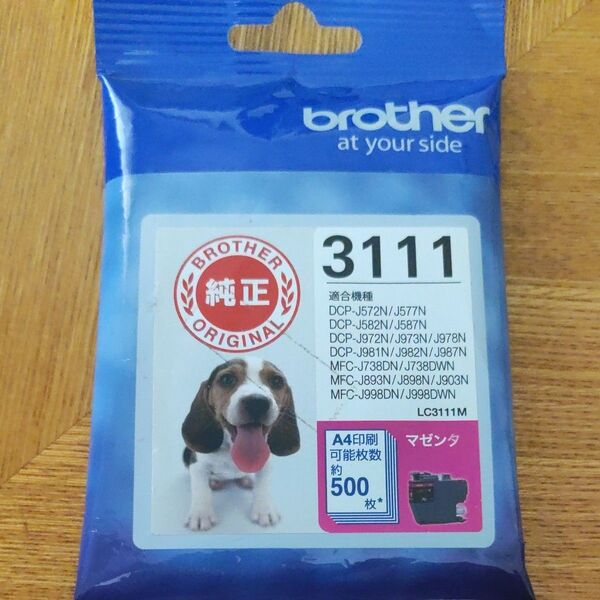 brother
at your side
BROTHER
純正
ORIGINAL
3111
適合機種
DCP-J572N/J577N
DCP-J582N/J587N
DCP-J972N/J973N/J978N
DCP-J981N/J982N/J987N
MFC-J738DN/J738DWN
MFC-J893N/J898N/J903N
MFC-J998DN/J998DWN
LC3111M
A4印刷
可能枚数
約
500
枚*
マゼンタ